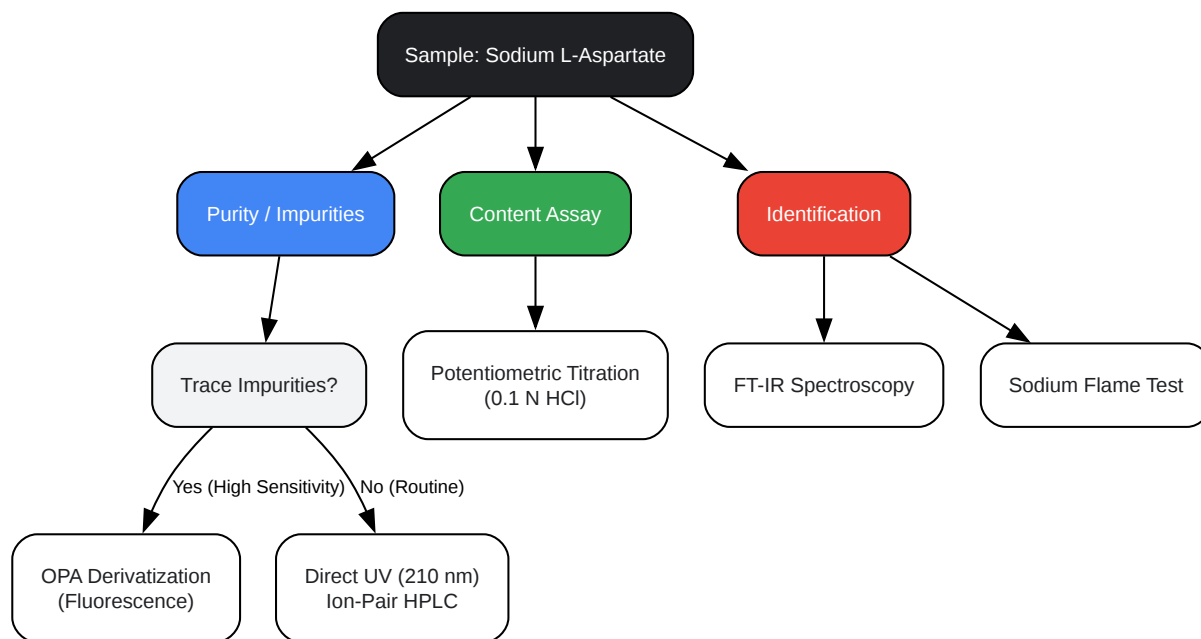 Sample: Sodium L-Aspartate
Purity / Impurities
Content Assay
Identification
Trace Impurities?
Potentiometric Titration
(0.1 N HCl)
FT-IR Spectroscopy
Sodium Flame Test
Yes (High Sensitivity)
No (Routine)
OPA Derivatization
(Fluorescence)
Direct UV (210 nm)
Ion-Pair HPLC